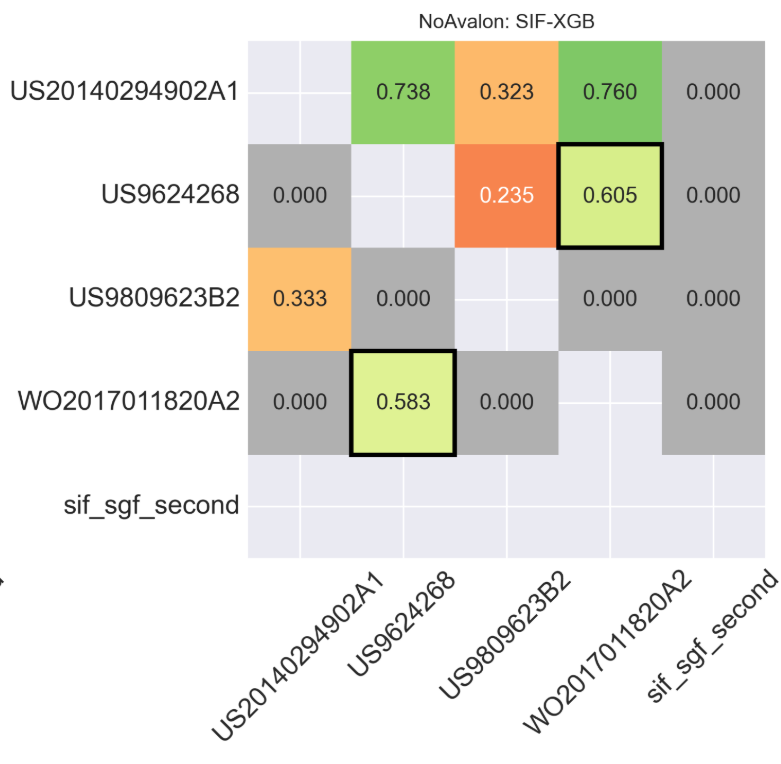 NoAvalon: SIF-XGB
US20140294902A1 0.738 0.323 0.760 0.000
US9624268 0.000 0.235 0.605 0.000
US9809623B2 0.333 0.000 0.000 0.000
WO2017011820A2 0.000 0.583 0.000 0.000
sif_sgf_second
US20140294902A1 US9624268 US9809623B2 WO2017011820A2 sif_sgf_second